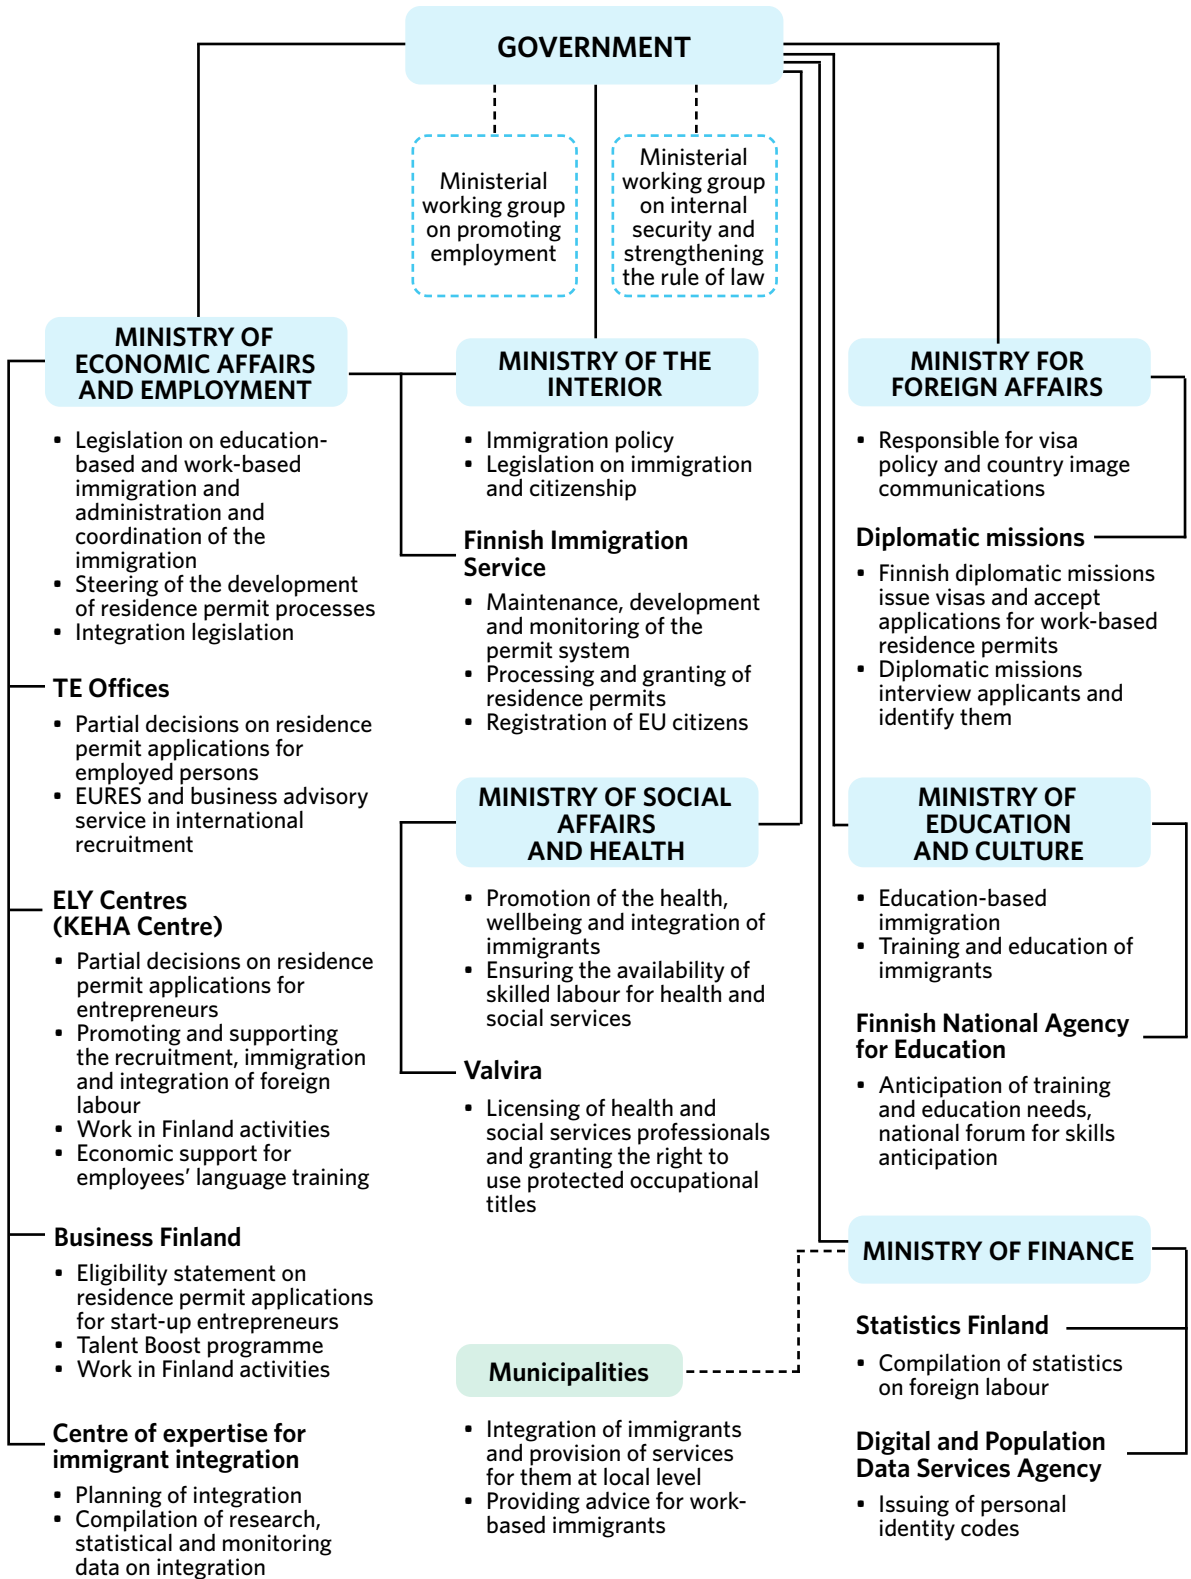 GOVERNMENT
Ministerial
working group
on promoting
employment
Ministerial
working group
on internal
security and
strengthening
the rule of law
MINISTRY OF
ECONOMIC AFFAIRS
AND EMPLOYMENT
▪ Legislation on education-
based and work-based
immigration and
administration and
coordination of the
immigration
▪ Steering of the development
of residence permit processes
▪ Integration legislation
TE Offices
▪ Partial decisions on residence
permit applications for
employed persons
▪ EURES and business advisory
service in international
recruitment
ELY Centres
(KEHA Centre)
▪ Partial decisions on residence
permit applications for
entrepreneurs
▪ Promoting and supporting
the recruitment, immigration
and integration of foreign
labour
▪ Work in Finland activities
▪ Economic support for
employees’ language training
Business Finland
▪ Eligibility statement on
residence permit applications
for start-up entrepreneurs
▪ Talent Boost programme
▪ Work in Finland activities
Centre of expertise for
immigrant integration
▪ Planning of integration
▪ Compilation of research,
statistical and monitoring
data on integration
MINISTRY OF THE
INTERIOR
▪ Immigration policy
▪ Legislation on immigration
and citizenship
Finnish Immigration
Service
▪ Maintenance, development
and monitoring of the
permit system
▪ Processing and granting of
residence permits
▪ Registration of EU citizens
MINISTRY OF SOCIAL
AFFAIRS
AND HEALTH
▪ Promotion of the health,
wellbeing and integration of
immigrants
▪ Ensuring the availability of
skilled labour for health and
social services
Valvira
▪ Licensing of health and
social services professionals
and granting the right to
use protected occupational
titles
Municipalities
▪ Integration of immigrants
and provision of services
for them at local level
▪ Providing advice for work-
based immigrants
MINISTRY FOR
FOREIGN AFFAIRS
▪ Responsible for visa
policy and country image
communications
Diplomatic missions
▪ Finnish diplomatic missions
issue visas and accept
applications for work-based
residence permits
▪ Diplomatic missions
interview applicants and
identify them
MINISTRY OF
EDUCATION
AND CULTURE
▪ Education-based
immigration
▪ Training and education of
immigrants
Finnish National Agency
for Education
▪ Anticipation of training
and education needs,
national forum for skills
anticipation
MINISTRY OF FINANCE
Statistics Finland
▪ Compilation of statistics
on foreign labour
Digital and Population
Data Services Agency
▪ Issuing of personal
identity codes